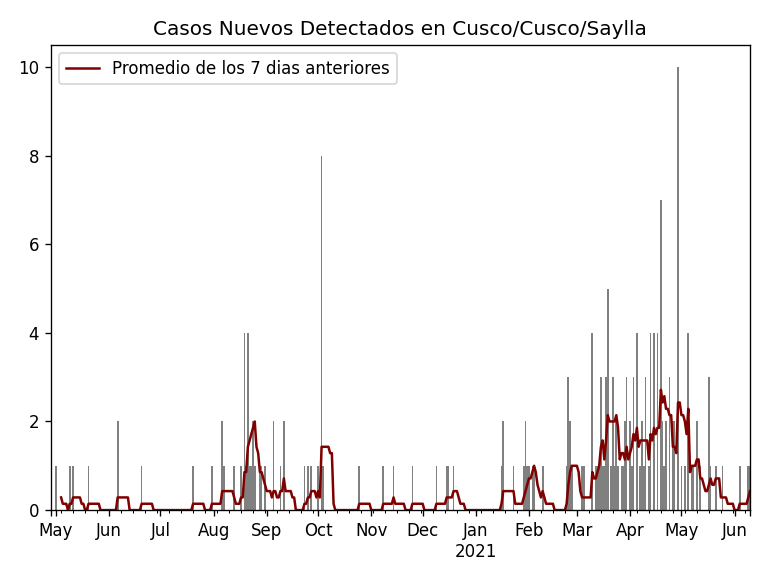 Casos Nuevos Detectados en Cusco/Cusco/Saylla
Promedio de los 7 dias anteriores
10
8
6
4
2
0
May Jun Jul Aug Sep Oct Nov Dec Jan Feb Mar Apr May Jun
2021